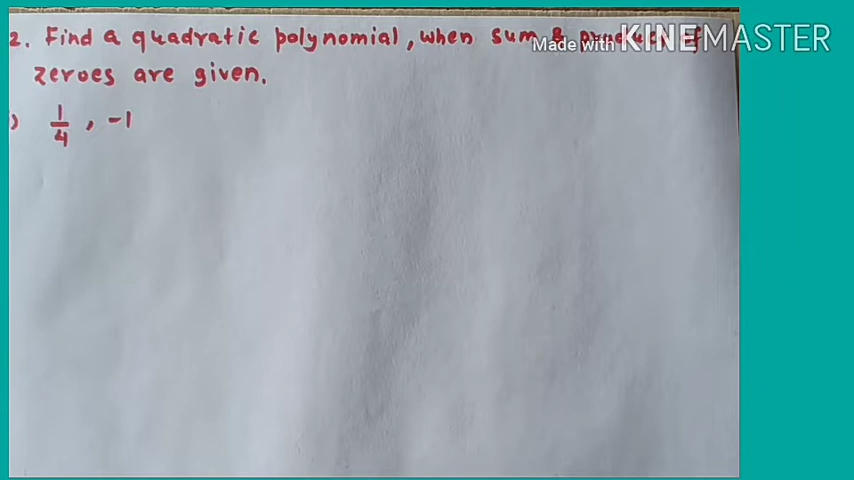 2. Find a quadratic polynomial, when sum & product of
zeroes are given.
) 1/4, -1
Made with KINEMASTER